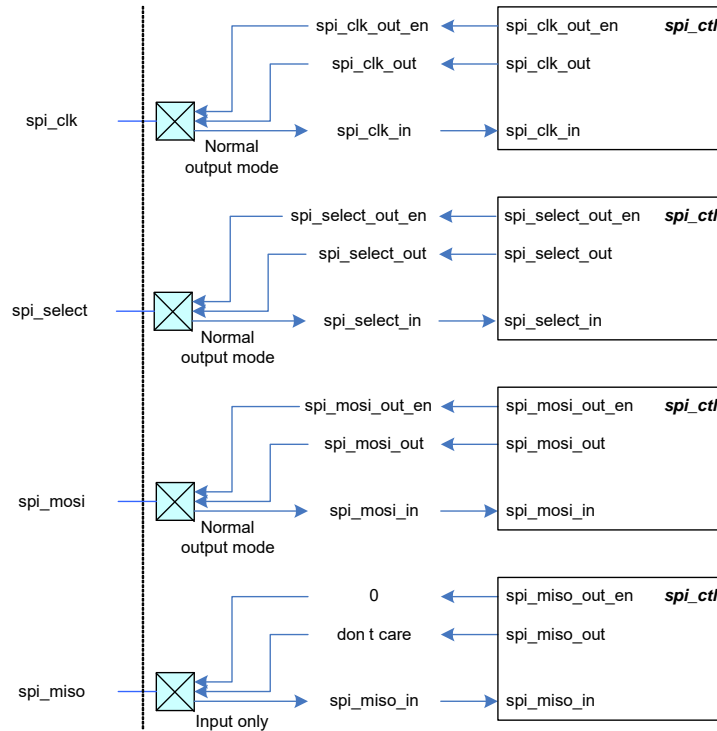 spi_clk_out_en spi_clk_out_en spi_ctl
spi_clk_out spi_clk_out
spi_clk spi_clk_in spi_clk_in
Normal
output mode
spi_select_out_en spi_select_out_en spi_ctl
spi_select_out spi_select_out
spi_select spi_select_in spi_select_in
Normal
output mode
spi_mosi_out_en spi_mosi_out_en spi_ctl
spi_mosi_out spi_mosi_out
spi_mosi spi_mosi_in spi_mosi_in
Normal
output mode
0 spi_miso_out_en spi_ctl
don t care spi_miso_out
spi_miso spi_miso_in spi_miso_in
Input only